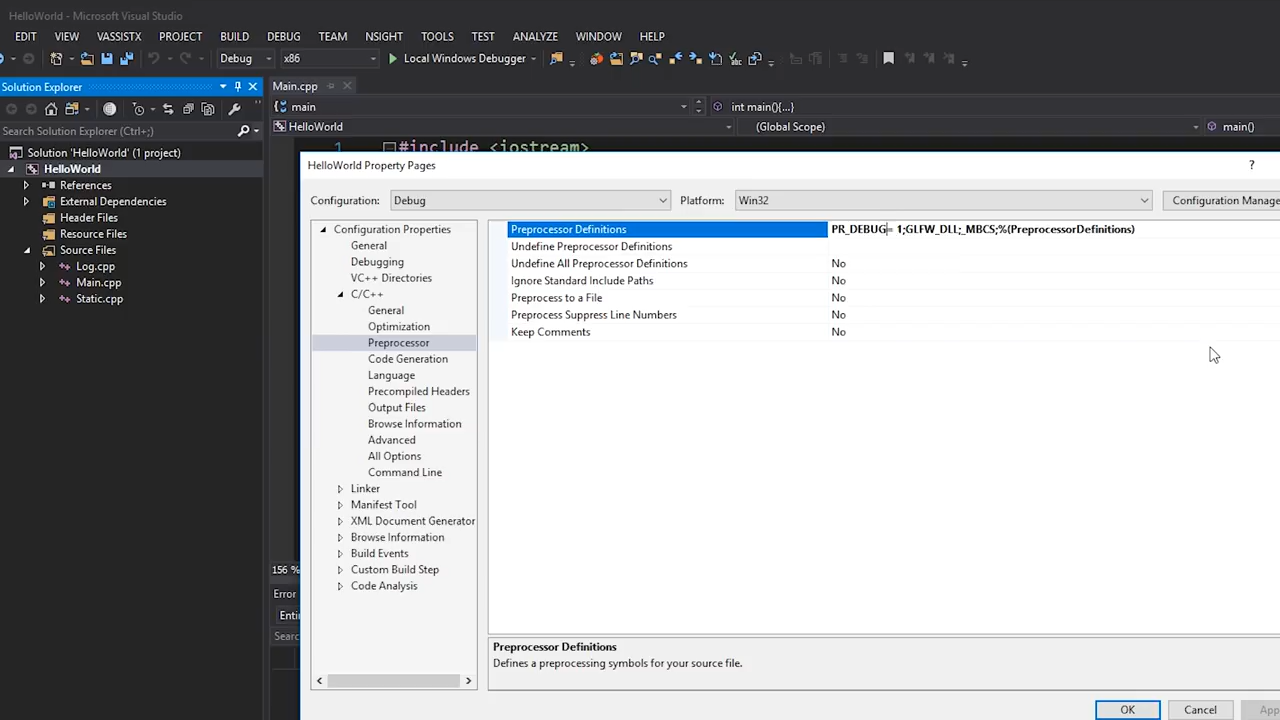 HelloWorld - Microsoft Visual Studio
EDIT VIEW VASSISTX PROJECT BUILD DEBUG TEAM NSIGHT TOOLS TEST ANALYZE WINDOW HELP
Debug x86 Local Windows Debugger
Solution Explorer
Main.cpp
main int main(){...}
Search Solution Explorer (Ctrl+;)
HelloWorld (Global Scope) main()
Solution 'HelloWorld' (1 project)
HelloWorld
References
External Dependencies
Header Files
Resource Files
Source Files
Log.cpp
Main.cpp
Static.cpp
1 #include <iostream>
HelloWorld Property Pages ?
Configuration: Debug Platform: Win32 Configuration Manage
Configuration Properties
General
Debugging
VC++ Directories
C/C++
General
Optimization
Preprocessor
Code Generation
Language
Precompiled Headers
Output Files
Browse Information
Advanced
All Options
Command Line
Linker
Manifest Tool
XML Document Generator
Browse Information
Build Events
Custom Build Step
Code Analysis
Preprocessor Definitions PR_DEBUG= 1;GLFW_DLL;_MBCS;%(PreprocessorDefinitions)
Undefine Preprocessor Definitions
Undefine All Preprocessor Definitions No
Ignore Standard Include Paths No
Preprocess to a File No
Preprocess Suppress Line Numbers No
Keep Comments No
156 %
Error
Enti
Searc
Preprocessor Definitions
Defines a preprocessing symbols for your source file.
OK Cancel App